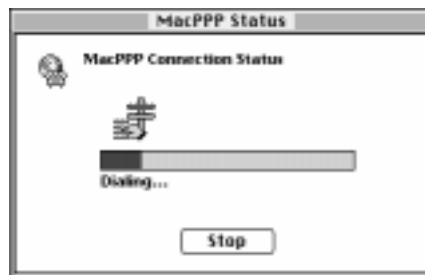 MacPPP Status
MacPPP Connection Status
Dialing...
Stop